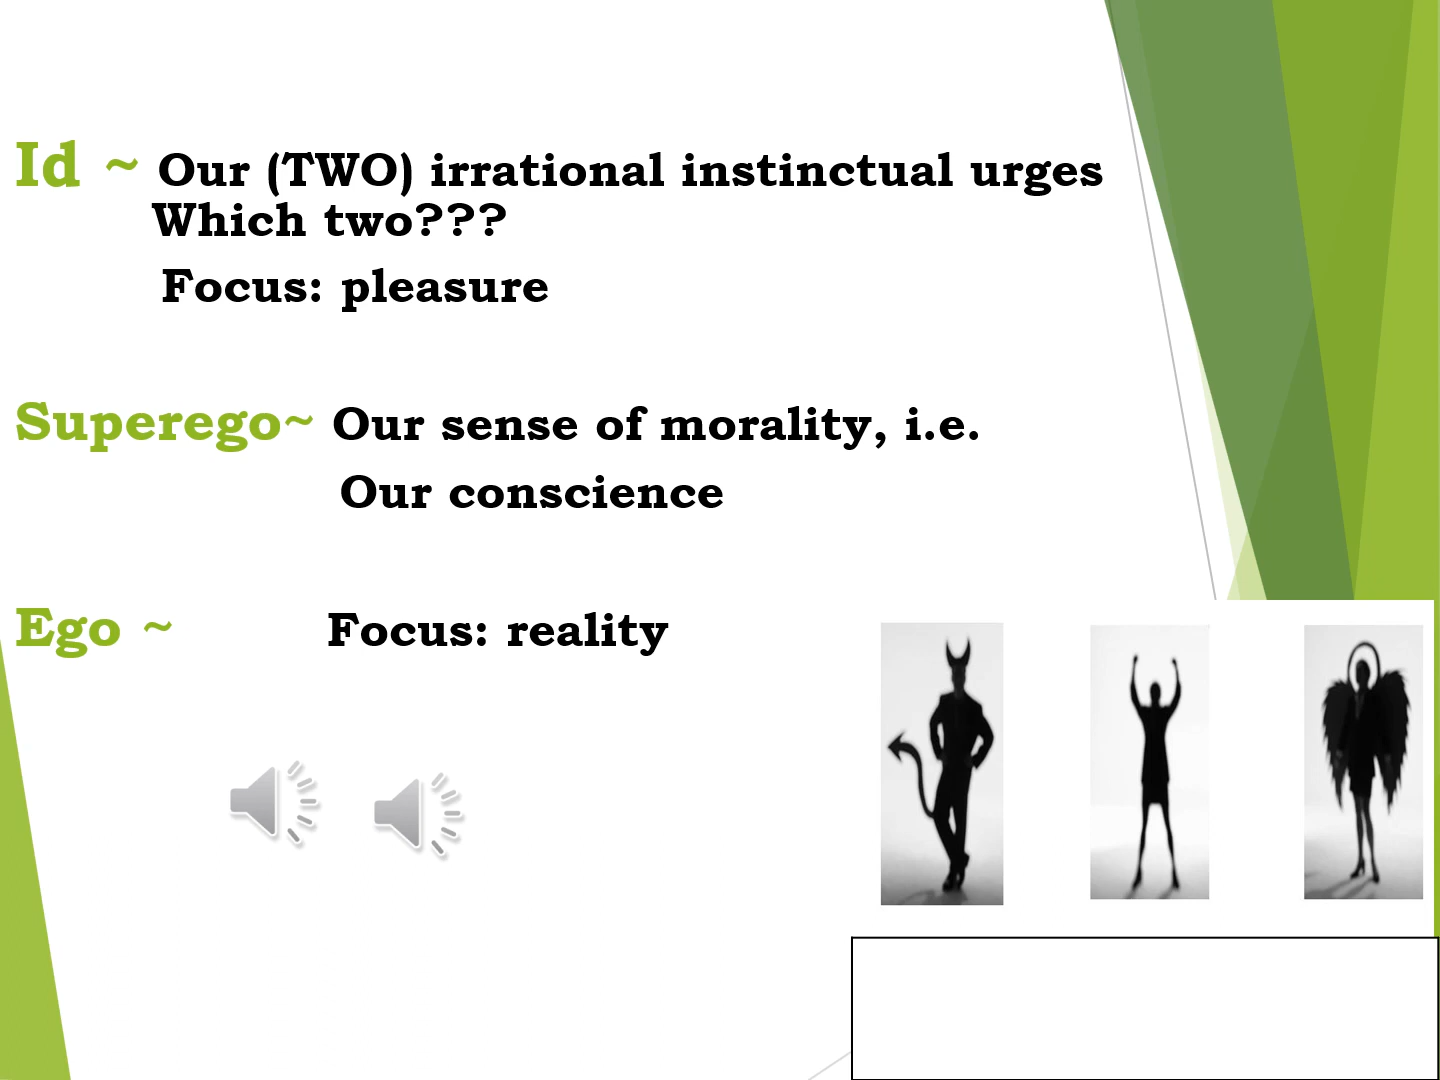 Id ~ Our (TWO) irrational instinctual urges
Which two???
Focus: pleasure
Superego~ Our sense of morality, i.e.
Our conscience
Ego ~ Focus: reality